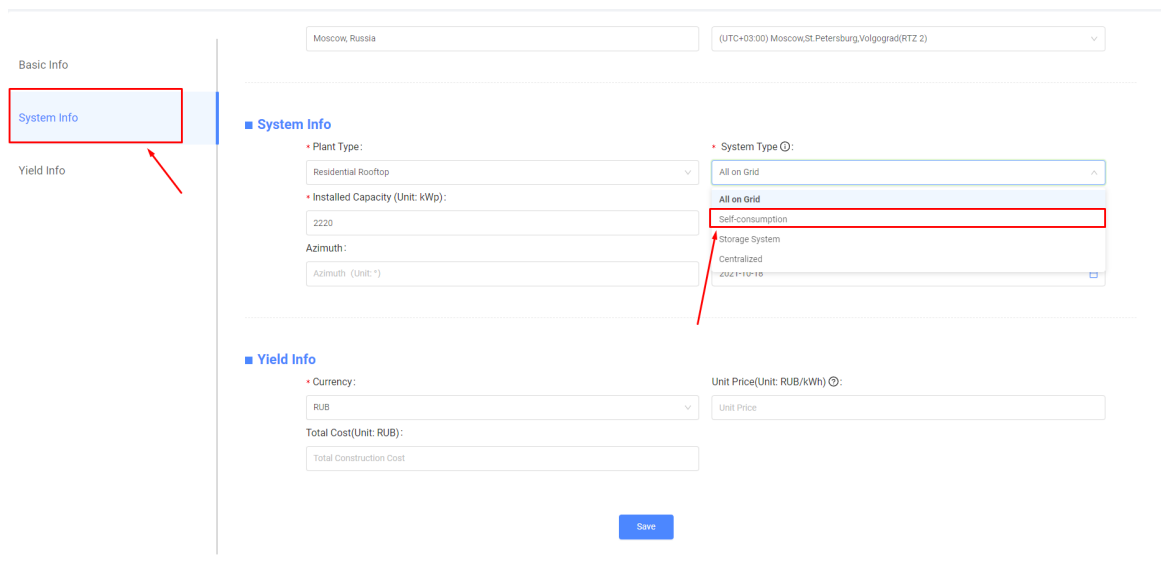 Moscow, Russia
(UTC+03:00) Moscow,St.Petersburg,Volgograd(RTZ 2)
Basic Info
System Info
Yield Info
System Info
* Plant Type:
* System Type ⓘ:
Residential Rooftop
All on Grid
* Installed Capacity (Unit: kWp):
All on Grid
2220
Self-consumption
Azimuth:
Storage System
Centralized
Azimuth (Unit: °)
2021-10-18
Yield Info
* Currency:
Unit Price(Unit: RUB/kWh) ?:
RUB
Unit Price
Total Cost(Unit: RUB):
Total Construction Cost
Save